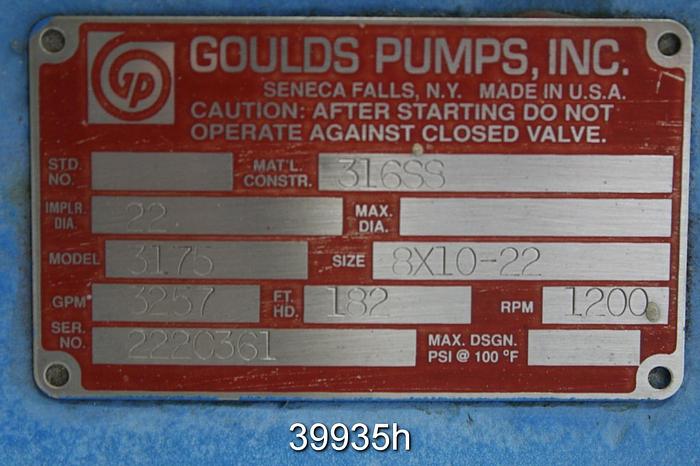 GP
GOULDS PUMPS, INC.
SENECA FALLS, N.Y. MADE IN U.S.A.
CAUTION: AFTER STARTING DO NOT
OPERATE AGAINST CLOSED VALVE.
STD. NO. MAT'L. CONSTR. 316SS
IMPLR. DIA. 22 MAX. DIA.
MODEL 3175 SIZE 8X10-22
GPM 3257 FT. HD. 182 RPM 1200
SER. NO. 2220361 MAX. DSGN. PSI @ 100 °F
39935h